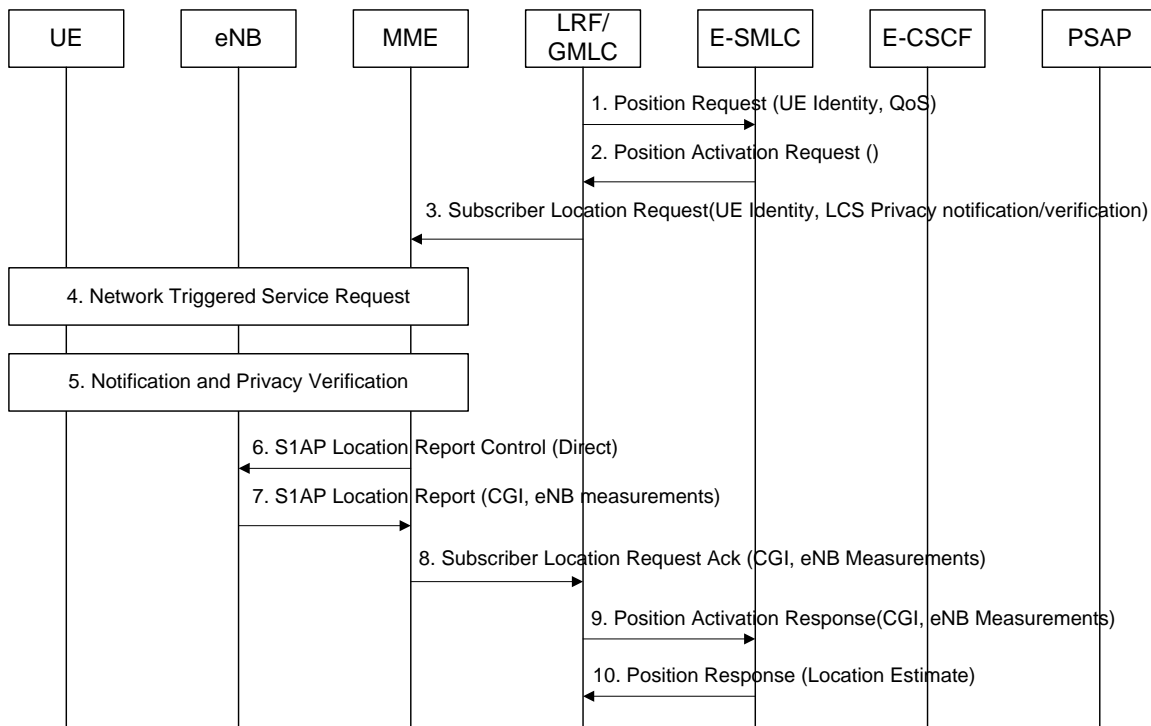 UE
eNB
MME
LRF/
GMLC
E-SMLC
E-CSCF
PSAP
1. Position Request (UE Identity, QoS)
2. Position Activation Request ()
3. Subscriber Location Request(UE Identity, LCS Privacy notification/verification)
4. Network Triggered Service Request
5. Notification and Privacy Verification
6. S1AP Location Report Control (Direct)
7. S1AP Location Report (CGI, eNB measurements)
8. Subscriber Location Request Ack (CGI, eNB Measurements)
9. Position Activation Response(CGI, eNB Measurements)
10. Position Response (Location Estimate)